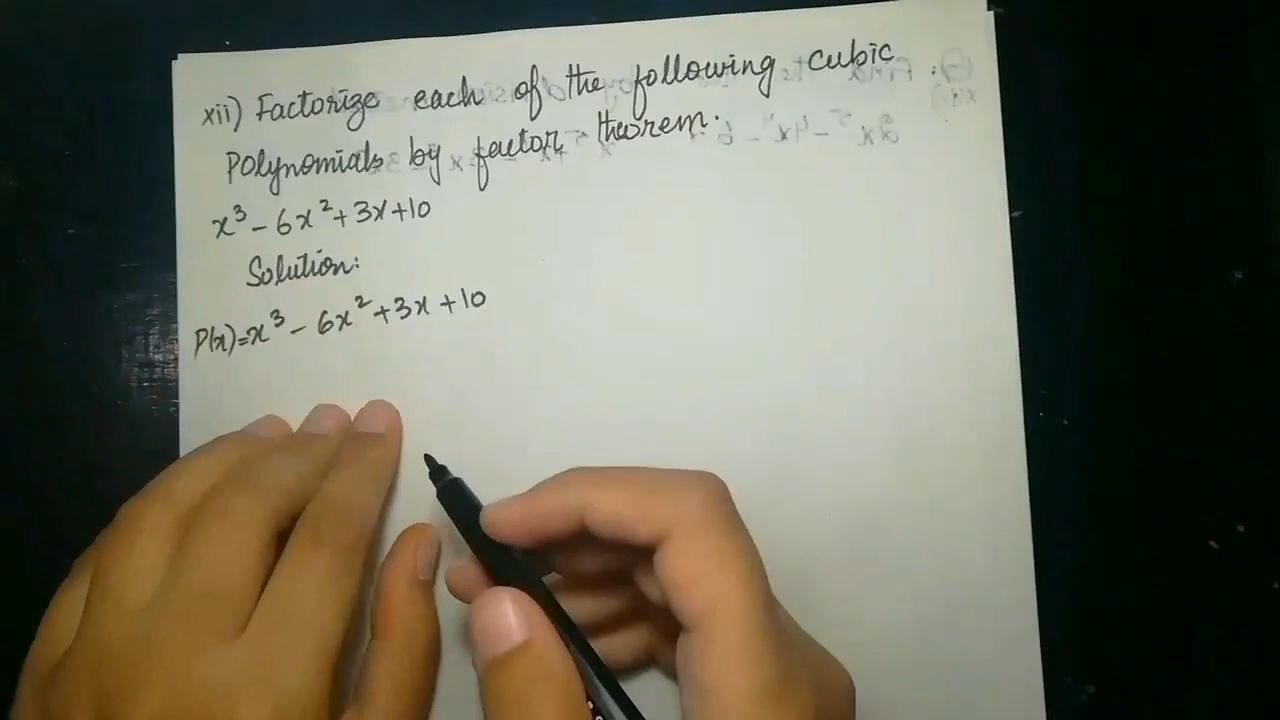 xii) Factorize each of the following cubic
Polynomials by factor theorem.
x³ - 6x² + 3x + 10
Solution:
P(x) = x³ - 6x² + 3x + 10